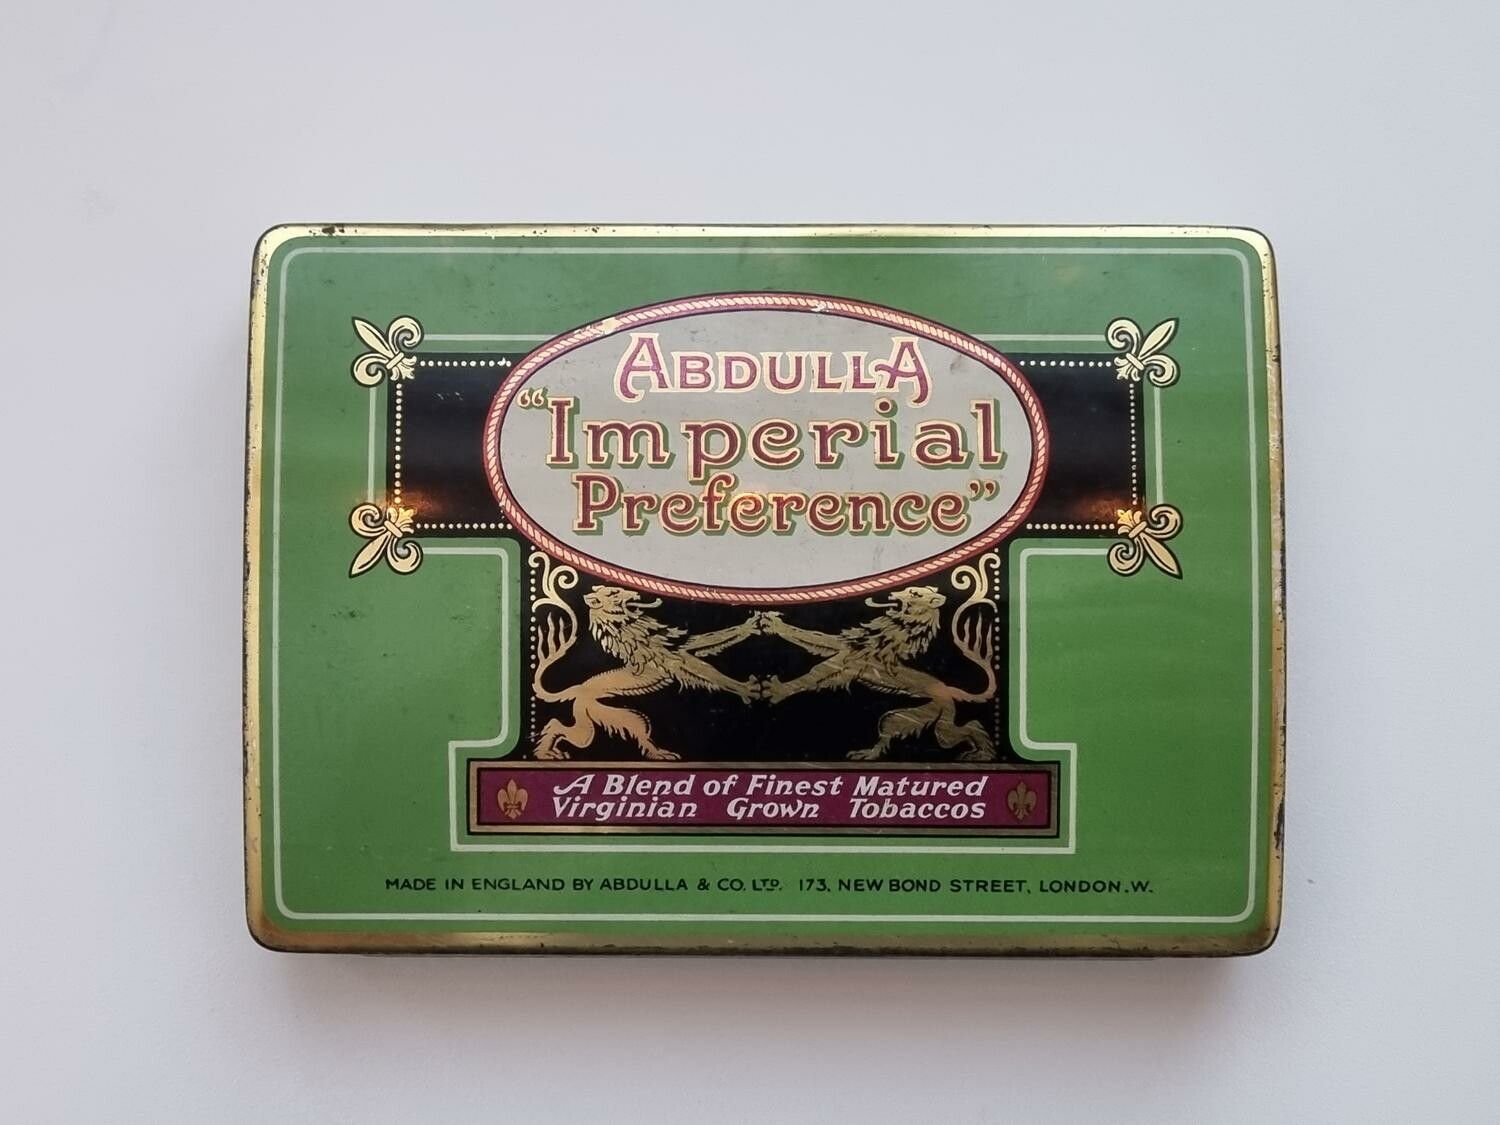 ABDULLA
“Imperial
Preference”
A Blend of Finest Matured
Virginian Grown Tobaccos
MADE IN ENGLAND BY ABDULLA & CO. LTD. 173, NEW BOND STREET, LONDON.W.